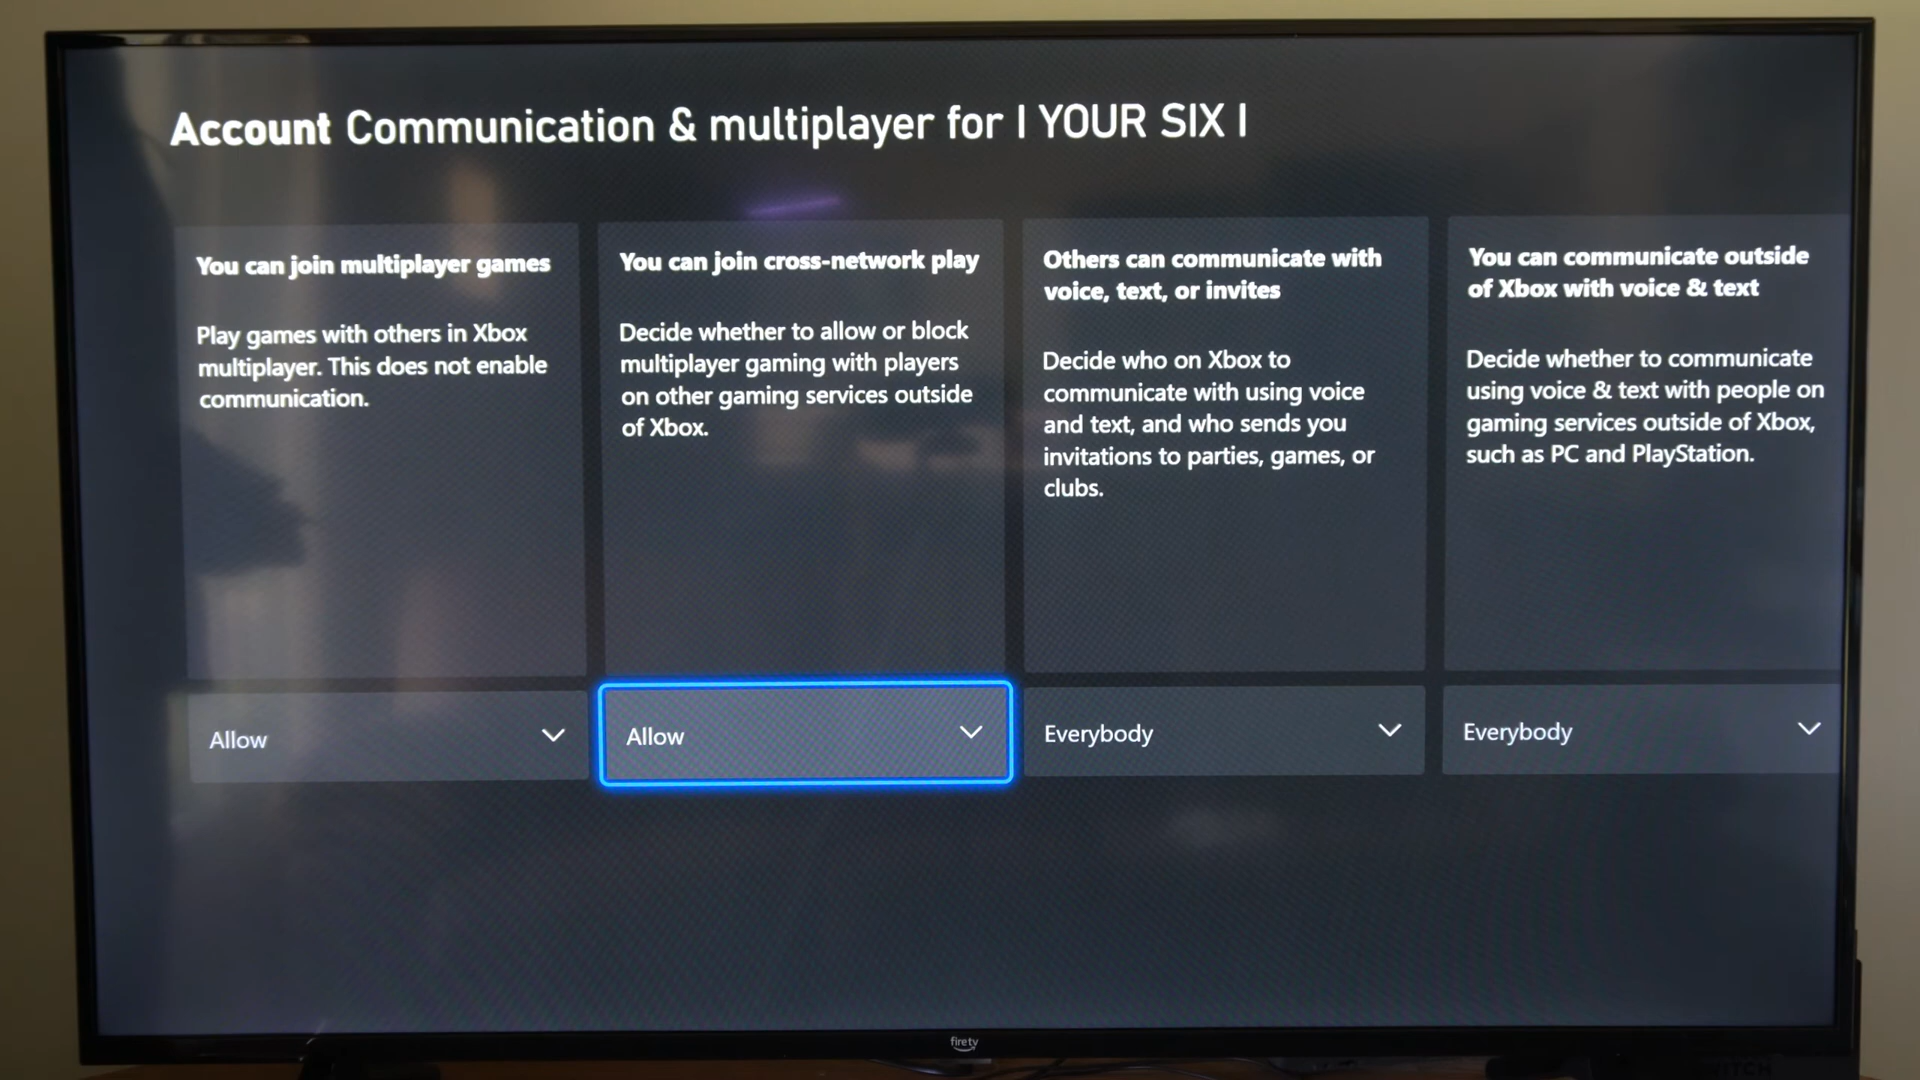 Account Communication & multiplayer for I YOUR SIX I
You can join multiplayer games
Play games with others in Xbox
multiplayer. This does not enable
communication.
Allow
You can join cross-network play
Decide whether to allow or block
multiplayer gaming with players
on other gaming services outside
of Xbox.
Allow
Others can communicate with
voice, text, or invites
Decide who on Xbox to
communicate with using voice
and text, and who sends you
invitations to parties, games, or
clubs.
Everybody
You can communicate outside
of Xbox with voice & text
Decide whether to communicate
using voice & text with people on
gaming services outside of Xbox,
such as PC and PlayStation.
Everybody
firetv